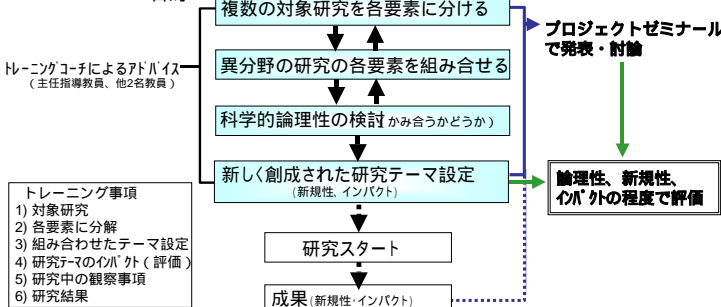 複数の対象研究を各要素に分ける
プロジェクトゼミナール
で発表・討論
異分野の研究の各要素を組み合せる
トレーニングコーチによるアドバイス
(主任指導教員、他2名教員)
科学的論理性の検討(かみ合うかどうか)
新しく創成された研究テーマ設定
(新規性、インパクト)
論理性、新規性、
インパクトの程度で評価
トレーニング事項
1) 対象研究
2) 各要素に分解
3) 組み合わせたテーマ設定
4) 研究テーマのインパクト(評価)
5) 研究中の観察事項
6) 研究結果
研究スタート
成果(新規性・インパクト)